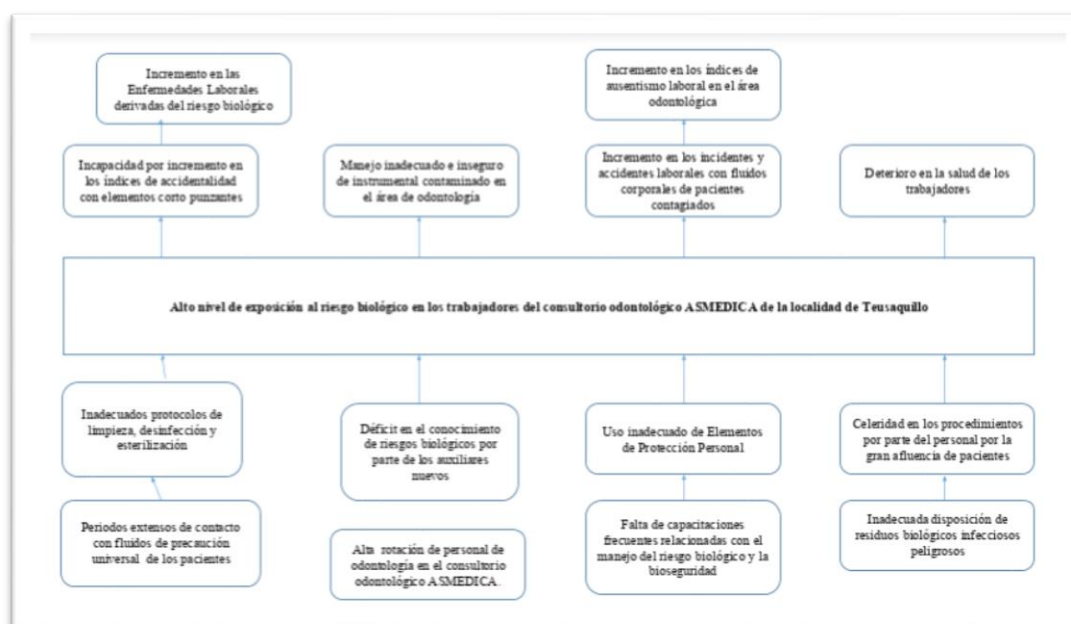 Incremento en las
Enfermedades Laborales
derivadas del riesgo biológico
Incremento en los índices de
ausentismo laboral en el área
odontológica
Incapacidad por incremento en
los índices de accidentalidad
con elementos corto punzantes
Manejo inadecuado e inseguro
de instrumental contaminado en
el área de odontología
Incremento en los incidentes y
accidentes laborales con fluidos
corporales de pacientes
contagiados
Deterioro en la salud de los
trabajadores
Alto nivel de exposición al riesgo biológico en los trabajadores del consultorio odontológico ASMEDICA de la localidad de Teusaquillo
Inadecuados protocolos de
limpieza, desinfección y
esterilización
Déficit en el conocimiento
de riesgos biológicos por
parte de los auxiliares
nuevos
Uso inadecuado de Elementos
de Protección Personal
Celeridad en los procedimientos
por parte del personal por la
gran afluencia de pacientes
Periodos extensos de contacto
con fluidos de precaución
universal de los pacientes
Alta rotación de personal de
odontología en el consultorio
odontológico ASMEDICA.
Falta de capacitaciones
frecuentes relacionadas con el
manejo del riesgo biológico y la
bioseguridad
Inadecuada disposición de
residuos biológicos infecciosos
peligrosos